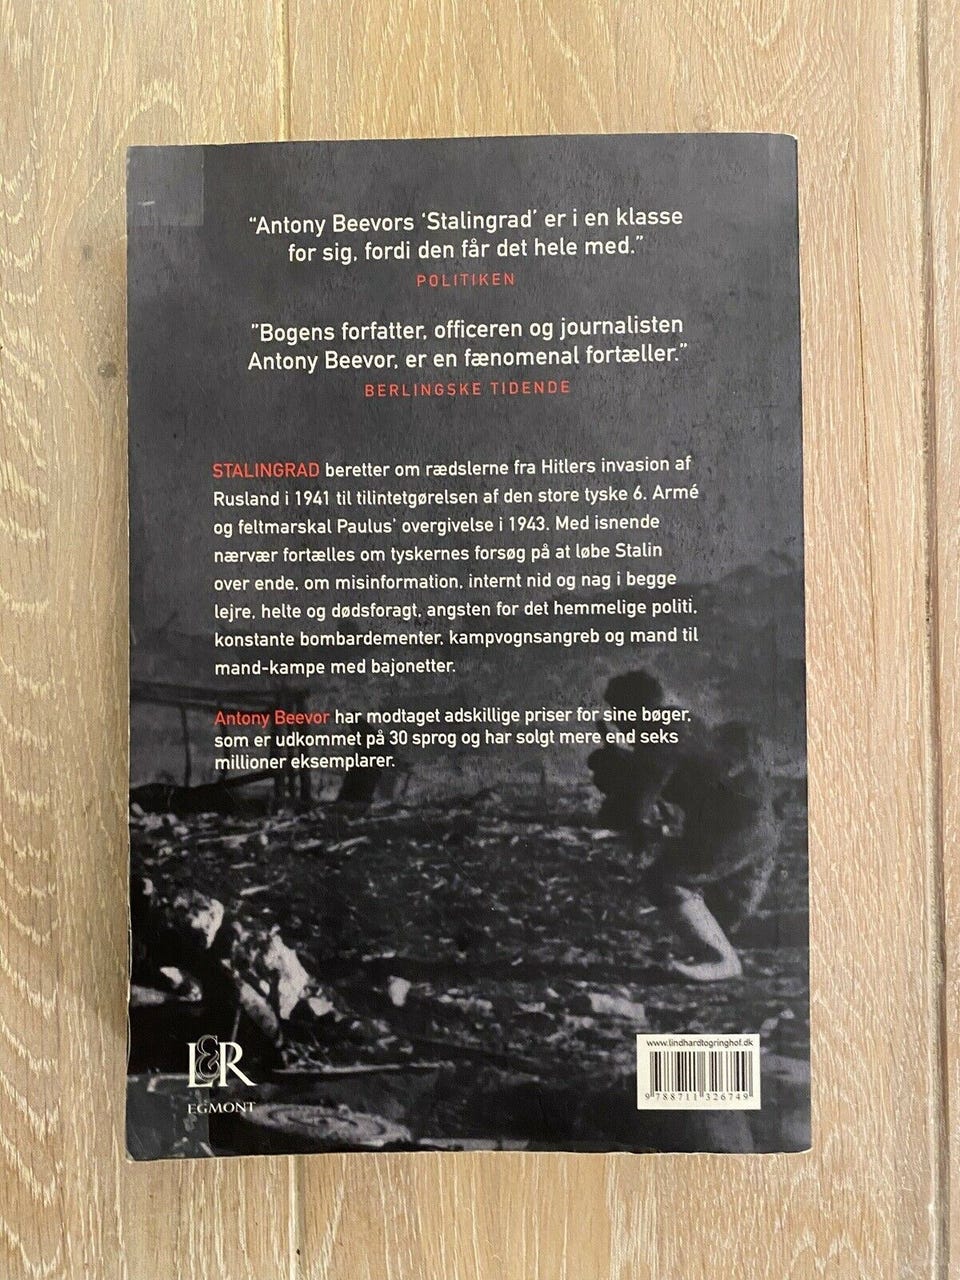 “Antony Beevors ‘Stalingrad’ er i en klasse
for sig, fordi den får det hele med.”
POLITIKEN
”Bogens forfatter, officeren og journalisten
Antony Beevor, er en fænomenal fortæller.”
BERLINGSKE TIDENDE
STALINGRAD beretter om rædslerne fra Hitlers invasion af
Rusland i 1941 til tilintetgørelsen af den store tyske 6. Armé
og feltmarskal Paulus’ overgivelse i 1943. Med isnende
nærvær fortælles om tyskernes forsøg på at løbe Stalin
over ende, om misinformation, internt nid og nag i begge
lejre, helte og dødsforagt, angsten for det hemmelige politi,
konstante bombardementer, kampvognsangreb og mand til
mand-kampe med bajonetter.
Antony Beevor har modtaget adskillige priser for sine bøger,
som er udkommet på 30 sprog og har solgt mere end seks
millioner eksemplarer.
L&R
EGMONT
www.lindhardtogringhof.dk
9 788711 326749